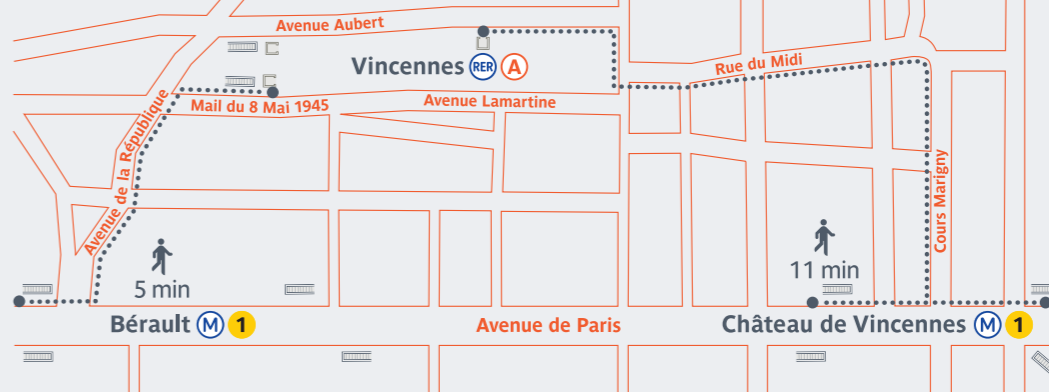 Avenue Aubert
Vincennes RER A
Rue du Midi
Mail du 8 Mai 1945
Avenue Lamartine
Avenue de la République
Cours Marigny
5 min
11 min
Bérault M 1
Avenue de Paris
Château de Vincennes M 1